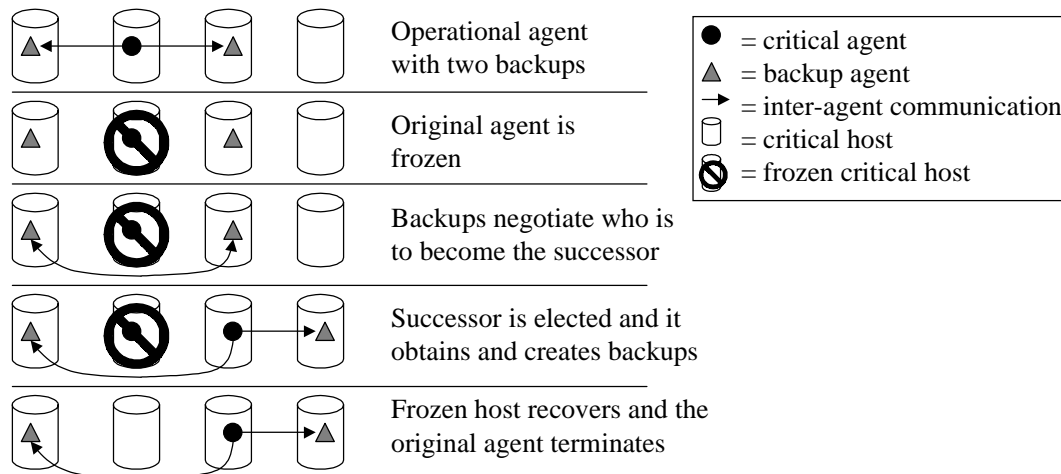 Operational agent
with two backups
Original agent is
frozen
Backups negotiate who is
to become the successor
Successor is elected and it
obtains and creates backups
Frozen host recovers and the
original agent terminates
= critical agent
= backup agent
= inter-agent communication
= critical host
= frozen critical host